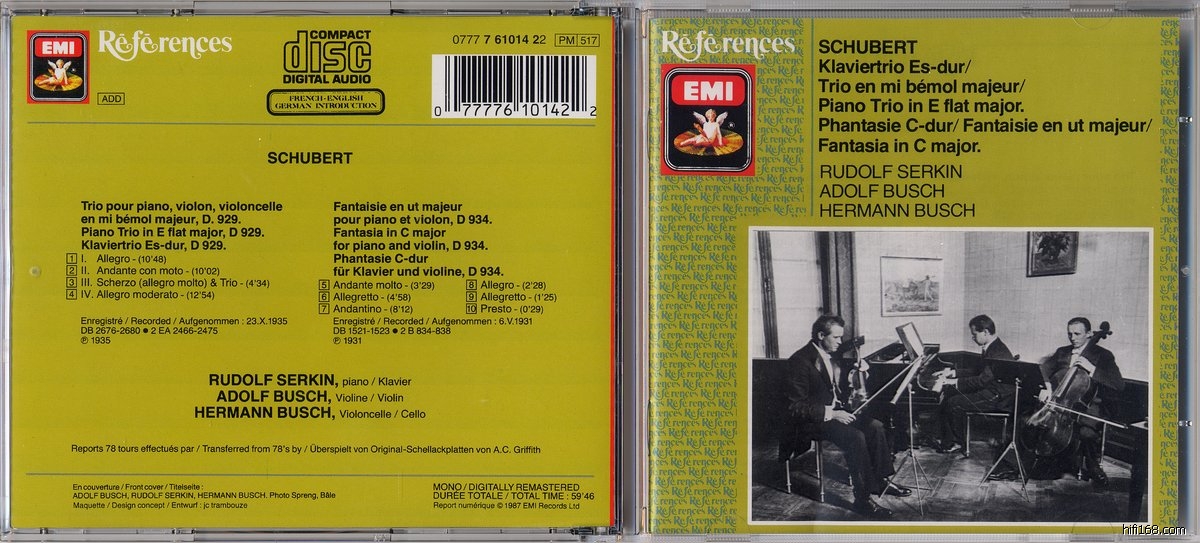 EMI
Références
ADD
COMPACT
disc
DIGITAL AUDIO
FRENCH-ENGLISH
GERMAN INTRODUCTION
0777 7 61014 22
PM 517
0 77776 10142 2
SCHUBERT
Trio pour piano, violon, violoncelle
en mi bémol majeur, D. 929.
Piano Trio in E flat major, D 929.
Klaviertrio Es-dur, D 929.
1 I. Allegro - (10'48)
2 II. Andante con moto - (10'02)
3 III. Scherzo (allegro molto) & Trio - (4'34)
4 IV. Allegro moderato - (12'54)
Enregistré / Recorded / Aufgenommen : 23.X.1935
DB 2676-2680 ● 2 EA 2466-2475
℗ 1935
Fantaisie en ut majeur
pour piano et violon, D 934.
Fantasia in C major
for piano and violin, D 934.
Phantasie C-dur
für Klavier und violine, D 934.
5 Andante molto - (3'29)
6 Allegretto - (4'58)
7 Andantino - (8'12)
8 Allegro - (2'28)
9 Allegretto - (1'25)
10 Presto - (0'29)
Enregistré / Recorded / Aufgenommen : 6.V.1931
DB 1521-1523 ● 2 B 834-838
℗ 1931
RUDOLF SERKIN, piano / Klavier
ADOLF BUSCH, Violine / Violin
HERMANN BUSCH, Violoncelle / Cello
Reports 78 tours effectués par / Transferred from 78's by / Überspielt von Original-Schellackplatten von A.C. Griffith
En couverture / Front cover / Titelseite :
ADOLF BUSCH, RUDOLF SERKIN, HERMANN BUSCH. Photo Spreng, Bâle
Maquette / Design concept / Entwurf : jc trambouze
MONO / DIGITALLY REMASTERED
DURÉE TOTALE / TOTAL TIME : 59'46
Report numérique © 1987 EMI Records Ltd
Références
EMI
SCHUBERT
Klaviertrio Es-dur/
Trio en mi bémol majeur/
Piano Trio in E flat major.
Phantasie C-dur/ Fantaisie en ut majeur/
Fantasia in C major.
RUDOLF SERKIN
ADOLF BUSCH
HERMANN BUSCH
hifi168.com